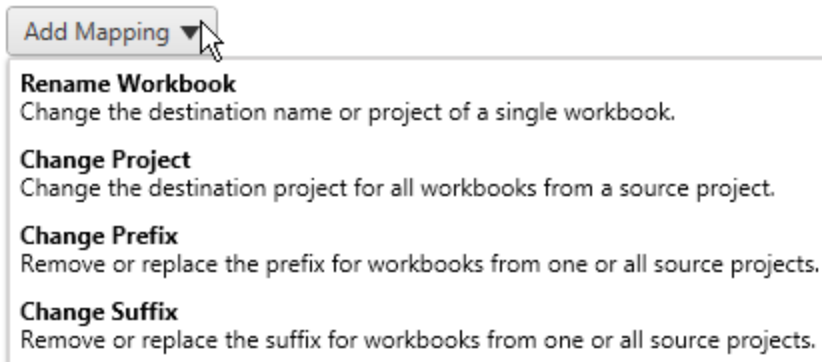 Add Mapping
Rename Workbook
Change the destination name or project of a single workbook.
Change Project
Change the destination project for all workbooks from a source project.
Change Prefix
Remove or replace the prefix for workbooks from one or all source projects.
Change Suffix
Remove or replace the suffix for workbooks from one or all source projects.